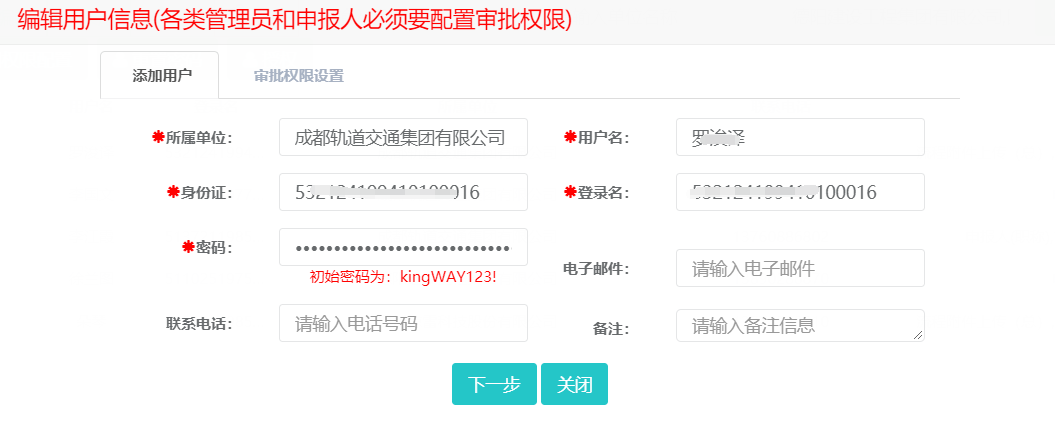 编辑用户信息(各类管理员和申报人必须要配置审批权限)
添加用户 审批权限设置
✱所属单位： 成都轨道交通集团有限公司 ✱用户名：
✱身份证： ✱登录名：
✱密码： ••••••••••••••••••••••••••••
初始密码为：kingWAY123!
电子邮件： 请输入电子邮件
联系电话： 请输入电话号码
备注： 请输入备注信息
下一步 关闭